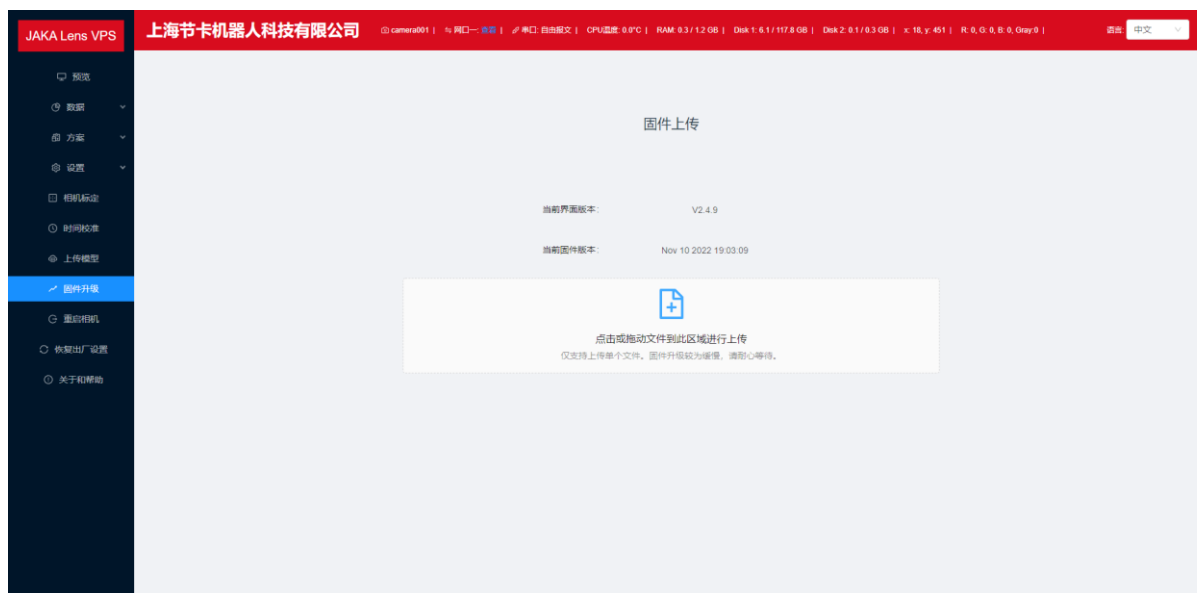 JAKA Lens VPS
上海节卡机器人科技有限公司
camera001 | 网口一: | 串口: 自由报文 | CPU温度: 0.0°C | RAM: 0.3 / 1.2 GB | Disk 1: 6.1 / 117.8 GB | Disk 2: 0.1 / 0.3 GB | x: 18, y: 451 | R: 0, G: 0, B: 0, Gray:0 |
语言: 中文
预览
数据
方案
设置
相机标定
时间校准
上传模型
固件升级
重启相机
恢复出厂设置
关于和帮助
固件上传
当前界面版本: V2.4.9
当前固件版本: Nov 10 2022 19:03:09
点击或拖动文件到此区域进行上传
仅支持上传单个文件。固件升级较为缓慢，请耐心等待。